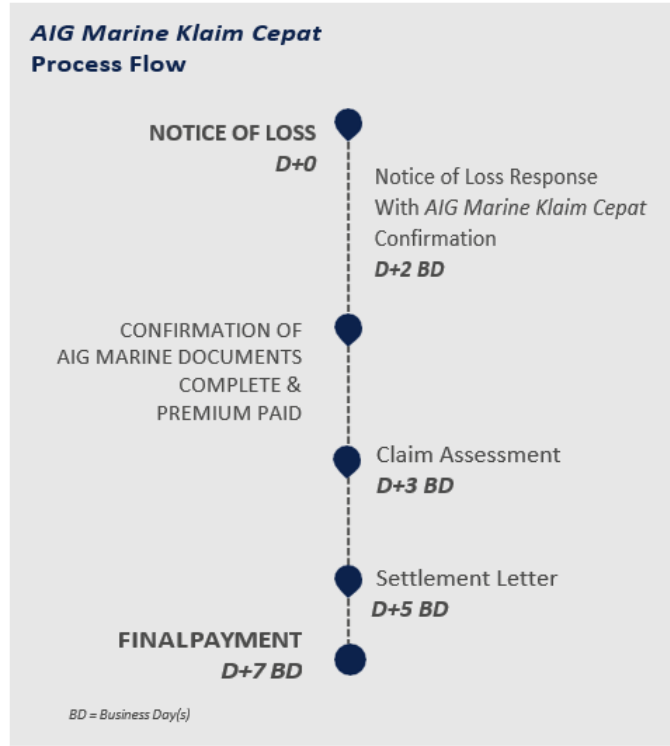 AIG Marine Klaim Cepat
Process Flow
NOTICE OF LOSS
D+0
Notice of Loss Response
With AIG Marine Klaim Cepat
Confirmation
D+2 BD
CONFIRMATION OF
AIG MARINE DOCUMENTS
COMPLETE &
PREMIUM PAID
Claim Assessment
D+3 BD
Settlement Letter
D+5 BD
FINALPAYMENT
D+7 BD
BD = Business Day(s)